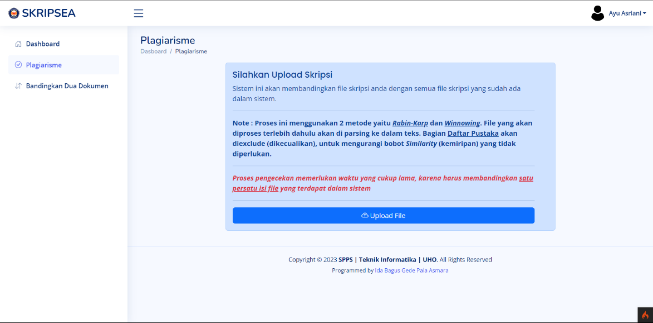 SKRIPSEA
Ayu Asriani
Dashboard
Plagiarisme
Bandingkan Dua Dokumen
Plagiarisme
Dasboard / Plagiarisme
Silahkan Upload Skripsi
Sistem ini akan membandingkan file skripsi anda dengan semua file skripsi yang sudah ada
dalam sistem.
Note : Proses ini menggunakan 2 metode yaitu Rabin-Karp dan Winnowing. File yang akan
diproses terlebih dahulu akan di parsing ke dalam teks. Bagian Daftar Pustaka akan
diexclude (dikecualikan), untuk mengurangi bobot Similarity (kemiripan) yang tidak
diperlukan.
Proses pengecekan memerlukan waktu yang cukup lama, karena harus membandingkan satu
persatu isi file yang terdapat dalam sistem
Upload File
Copyright © 2023 SPPS | Teknik Informatika | UHO. All Rights Reserved
Programmed by Ida Bagus Gede Pala Asmara